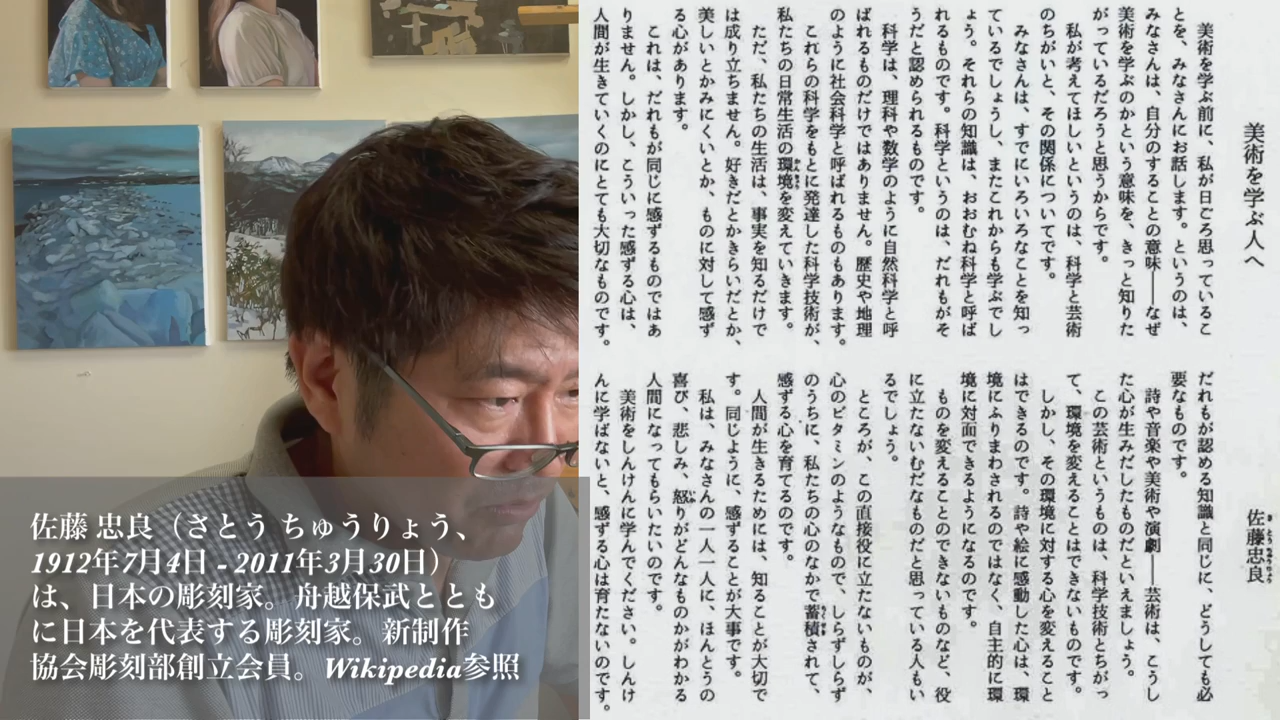 美術を学ぶ人へ
佐藤忠良
さとうちゅうりょう
美術を学ぶ前に、私が日ごろ思っているこ
とを、みなさんにお話します。というのは、
みなさんは、自分のすることの意味――なぜ
美術を学ぶのかという意味を、きっと知りた
がっているだろうと思うからです。
私が考えてほしいというのは、科学と芸術
のちがいと、その関係についてです。
みなさんは、すでにいろいろなことを知っ
ているでしょうし、またこれからも学ぶでし
ょう。それらの知識は、おおむね科学と呼ば
れるものです。科学というのは、だれもがそ
うだと認められるものです。
科学は、理科や数学のように自然科学と呼
ばれるものだけではありません。歴史や地理
のように社会科学と呼ばれるものもあります。
これらの科学をもとに発達した科学技術が、
私たちの日常生活の環境を変えていきます。
かんきょう
ただ、私たちの生活は、事実を知るだけで
は成り立ちません。好きだとかきらいだとか、
美しいとかみにくいとか、ものに対して感ず
る心があります。
これは、だれもが同じに感ずるものではあ
りません。しかし、こういった感ずる心は、
人間が生きていくのにとても大切なものです。
だれもが認める知識と同じに、どうしても必
要なものです。
詩や音楽や美術や演劇――芸術は、こうし
た心が生みだしたものだといえましょう。
この芸術というものは、科学技術とちがっ
て、環境を変えることはできないものです。
しかし、その環境に対する心を変えること
はできるのです。詩や絵に感動した心は、環
境にふりまわされるのではなく、自主的に環
境に対面できるようになるのです。
ものを変えることのできないものなど、役
に立たないむだなものだと思っている人もい
るでしょう。
ところが、この直接役に立たないものが、
心のビタミンのようなもので、しらずしらず
のうちに、私たちの心のなかで蓄積されて、
ちくせき
感ずる心を育てるのです。
人間が生きるためには、知ることが大切で
す。同じように、感ずることが大事です。
私は、みなさんの一人一人に、ほんとうの
喜び、悲しみ、怒りがどんなものかがわかる
いか
人間になってもらいたいのです。
美術をしんけんに学んでください。しんけ
んに学ばないと、感ずる心は育たないのです。
佐藤 忠良（さとう ちゅうりょう、
1912年7月4日 - 2011年3月30日）
は、日本の彫刻家。舟越保武ととも
に日本を代表する彫刻家。新制作
協会彫刻部創立会員。Wikipedia参照